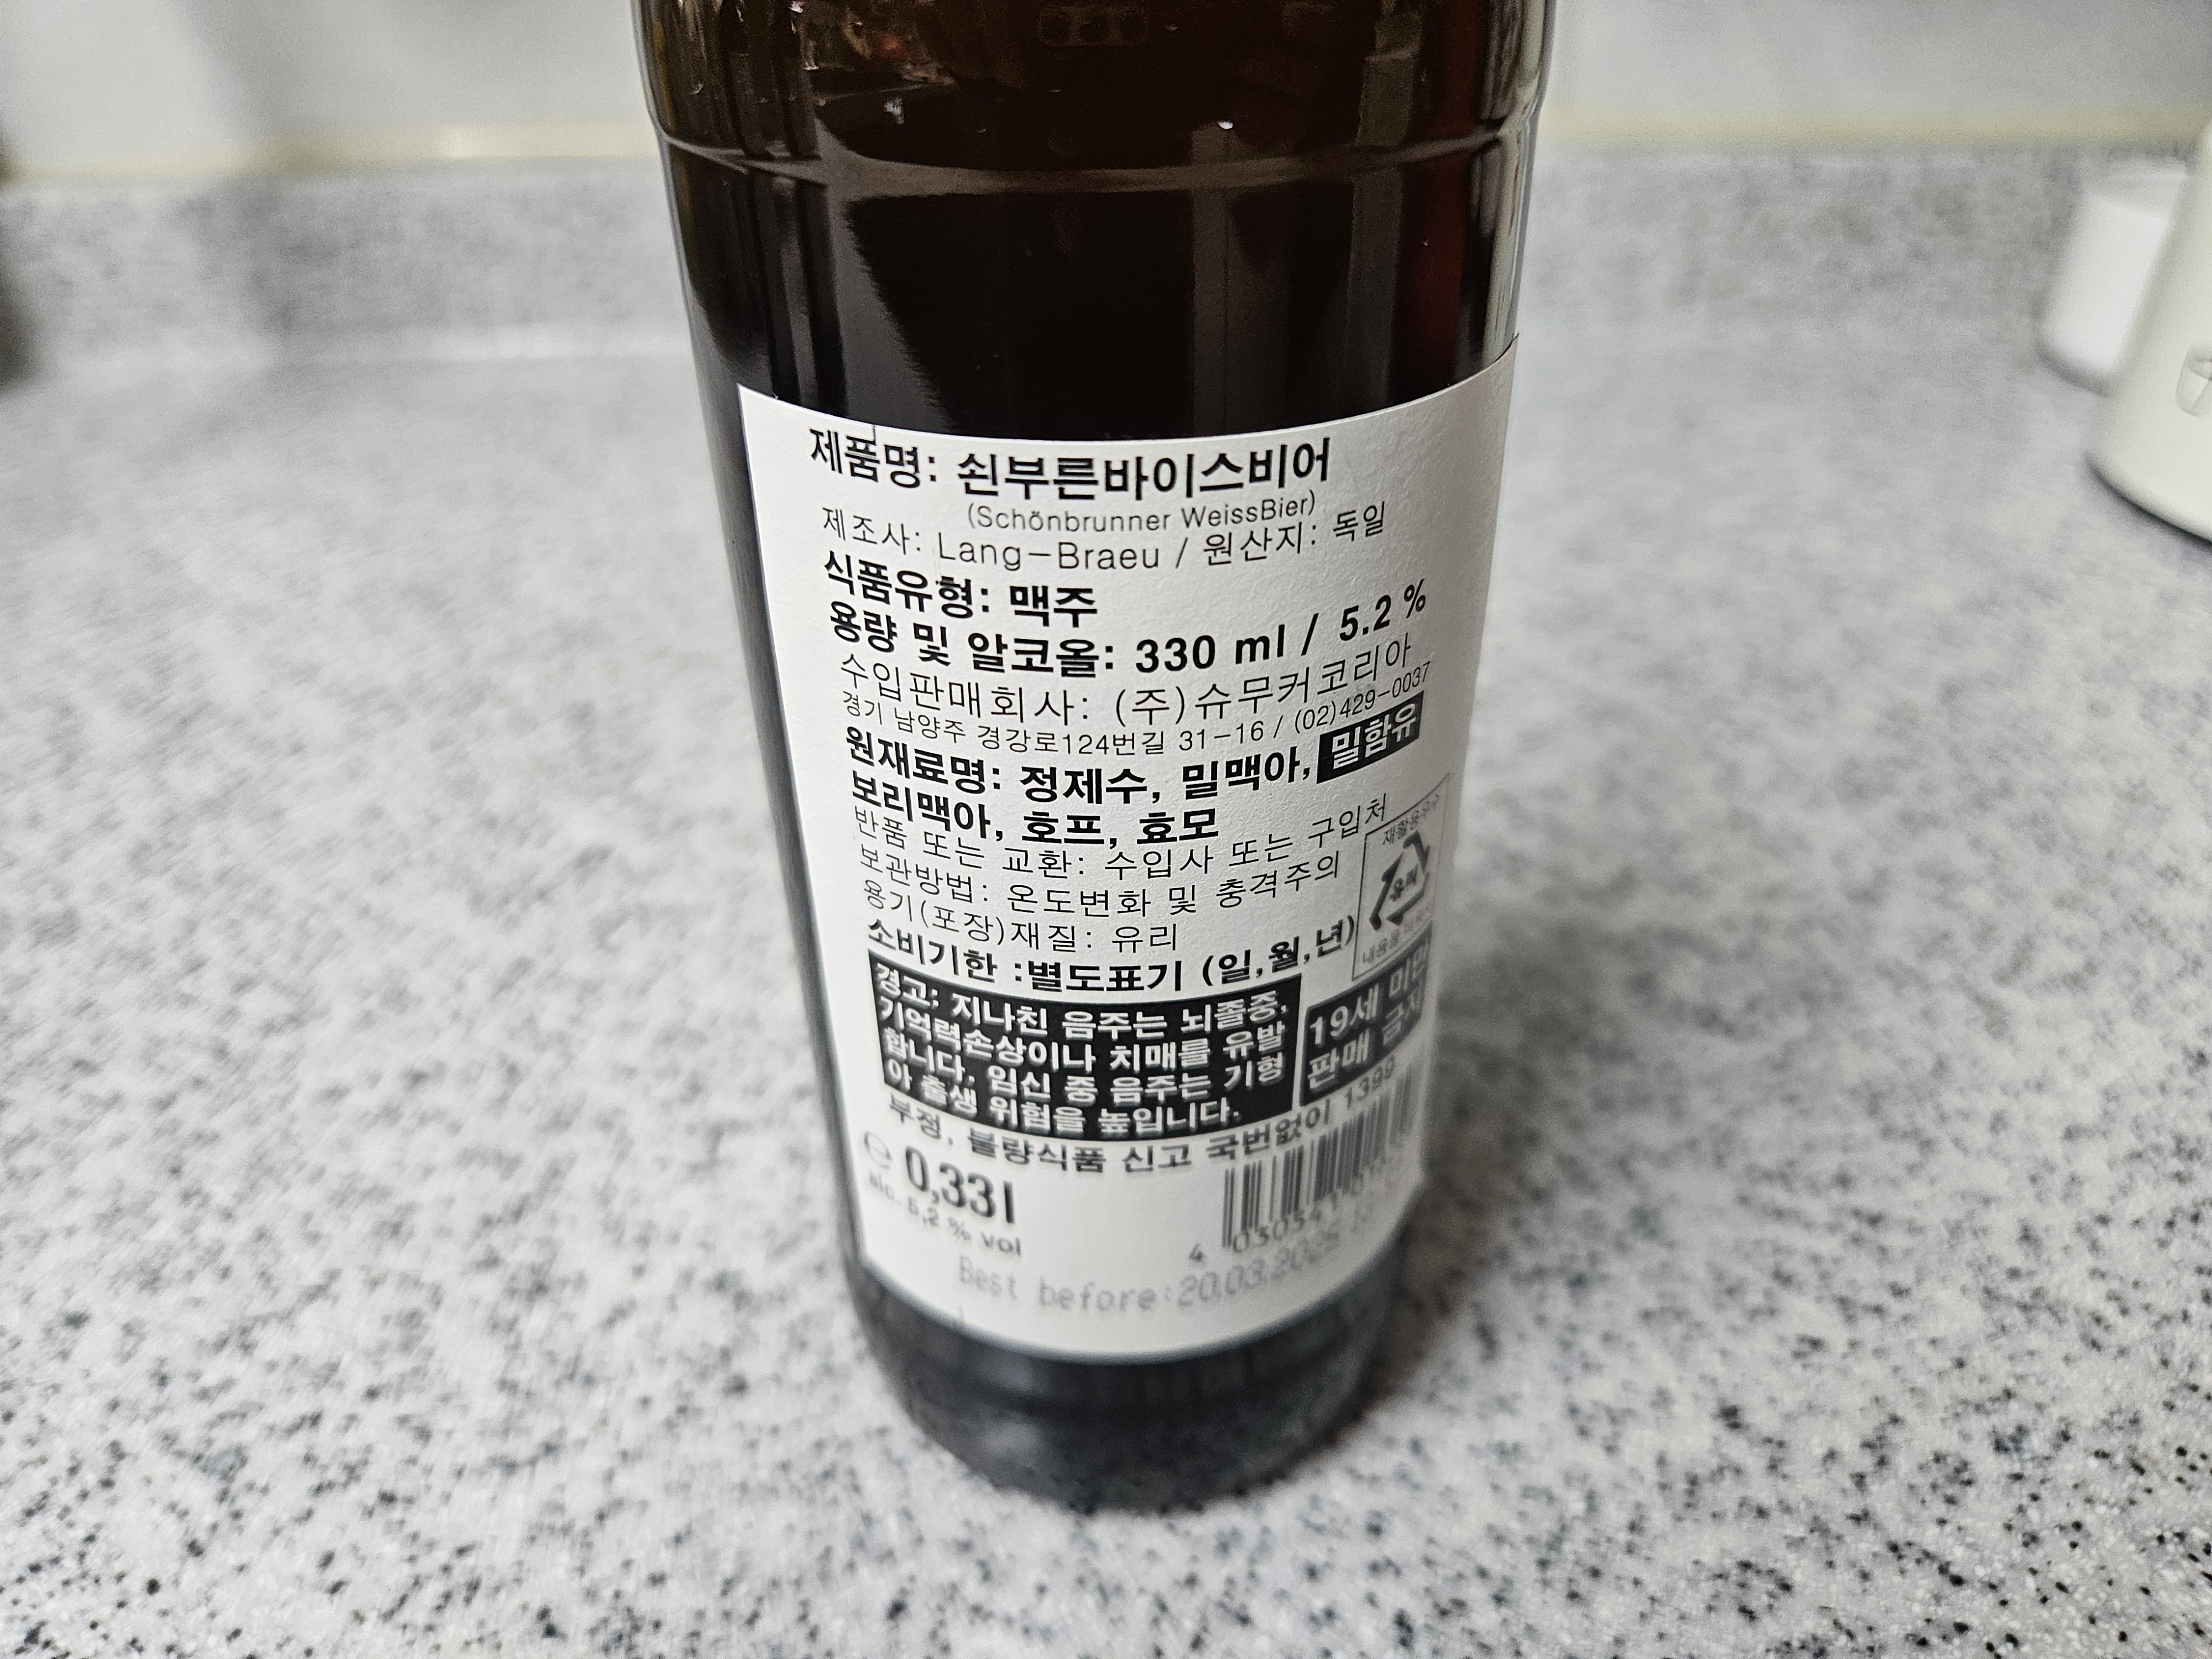 제품명: 쇤부른바이스비어
(Schönbrunner WeissBier)
제조사: Lang-Braeu / 원산지: 독일
식품유형: 맥주
용량 및 알코올: 330 ml / 5.2 %
수입판매회사: (주)슈무커코리아
경기 남양주 경강로124번길 31-16 / (02)429-0037
원재료명: 정제수, 밀맥아, 밀함유
보리맥아, 호프, 효모
반품 또는 교환: 수입사 또는 구입처
보관방법: 온도변화 및 충격주의
용기(포장)재질: 유리
소비기한 :별도표기 (일,월,년)
재활용우수
유리
경고: 지나친 음주는 뇌졸중,
기억력손상이나 치매를 유발
합니다. 임신 중 음주는 기형
아 출생 위험을 높입니다.
19세 미만
판매 금지
부정, 불량식품 신고 국번없이 1399
e 0,33 l
alc. 5,2 % vol
Best before: